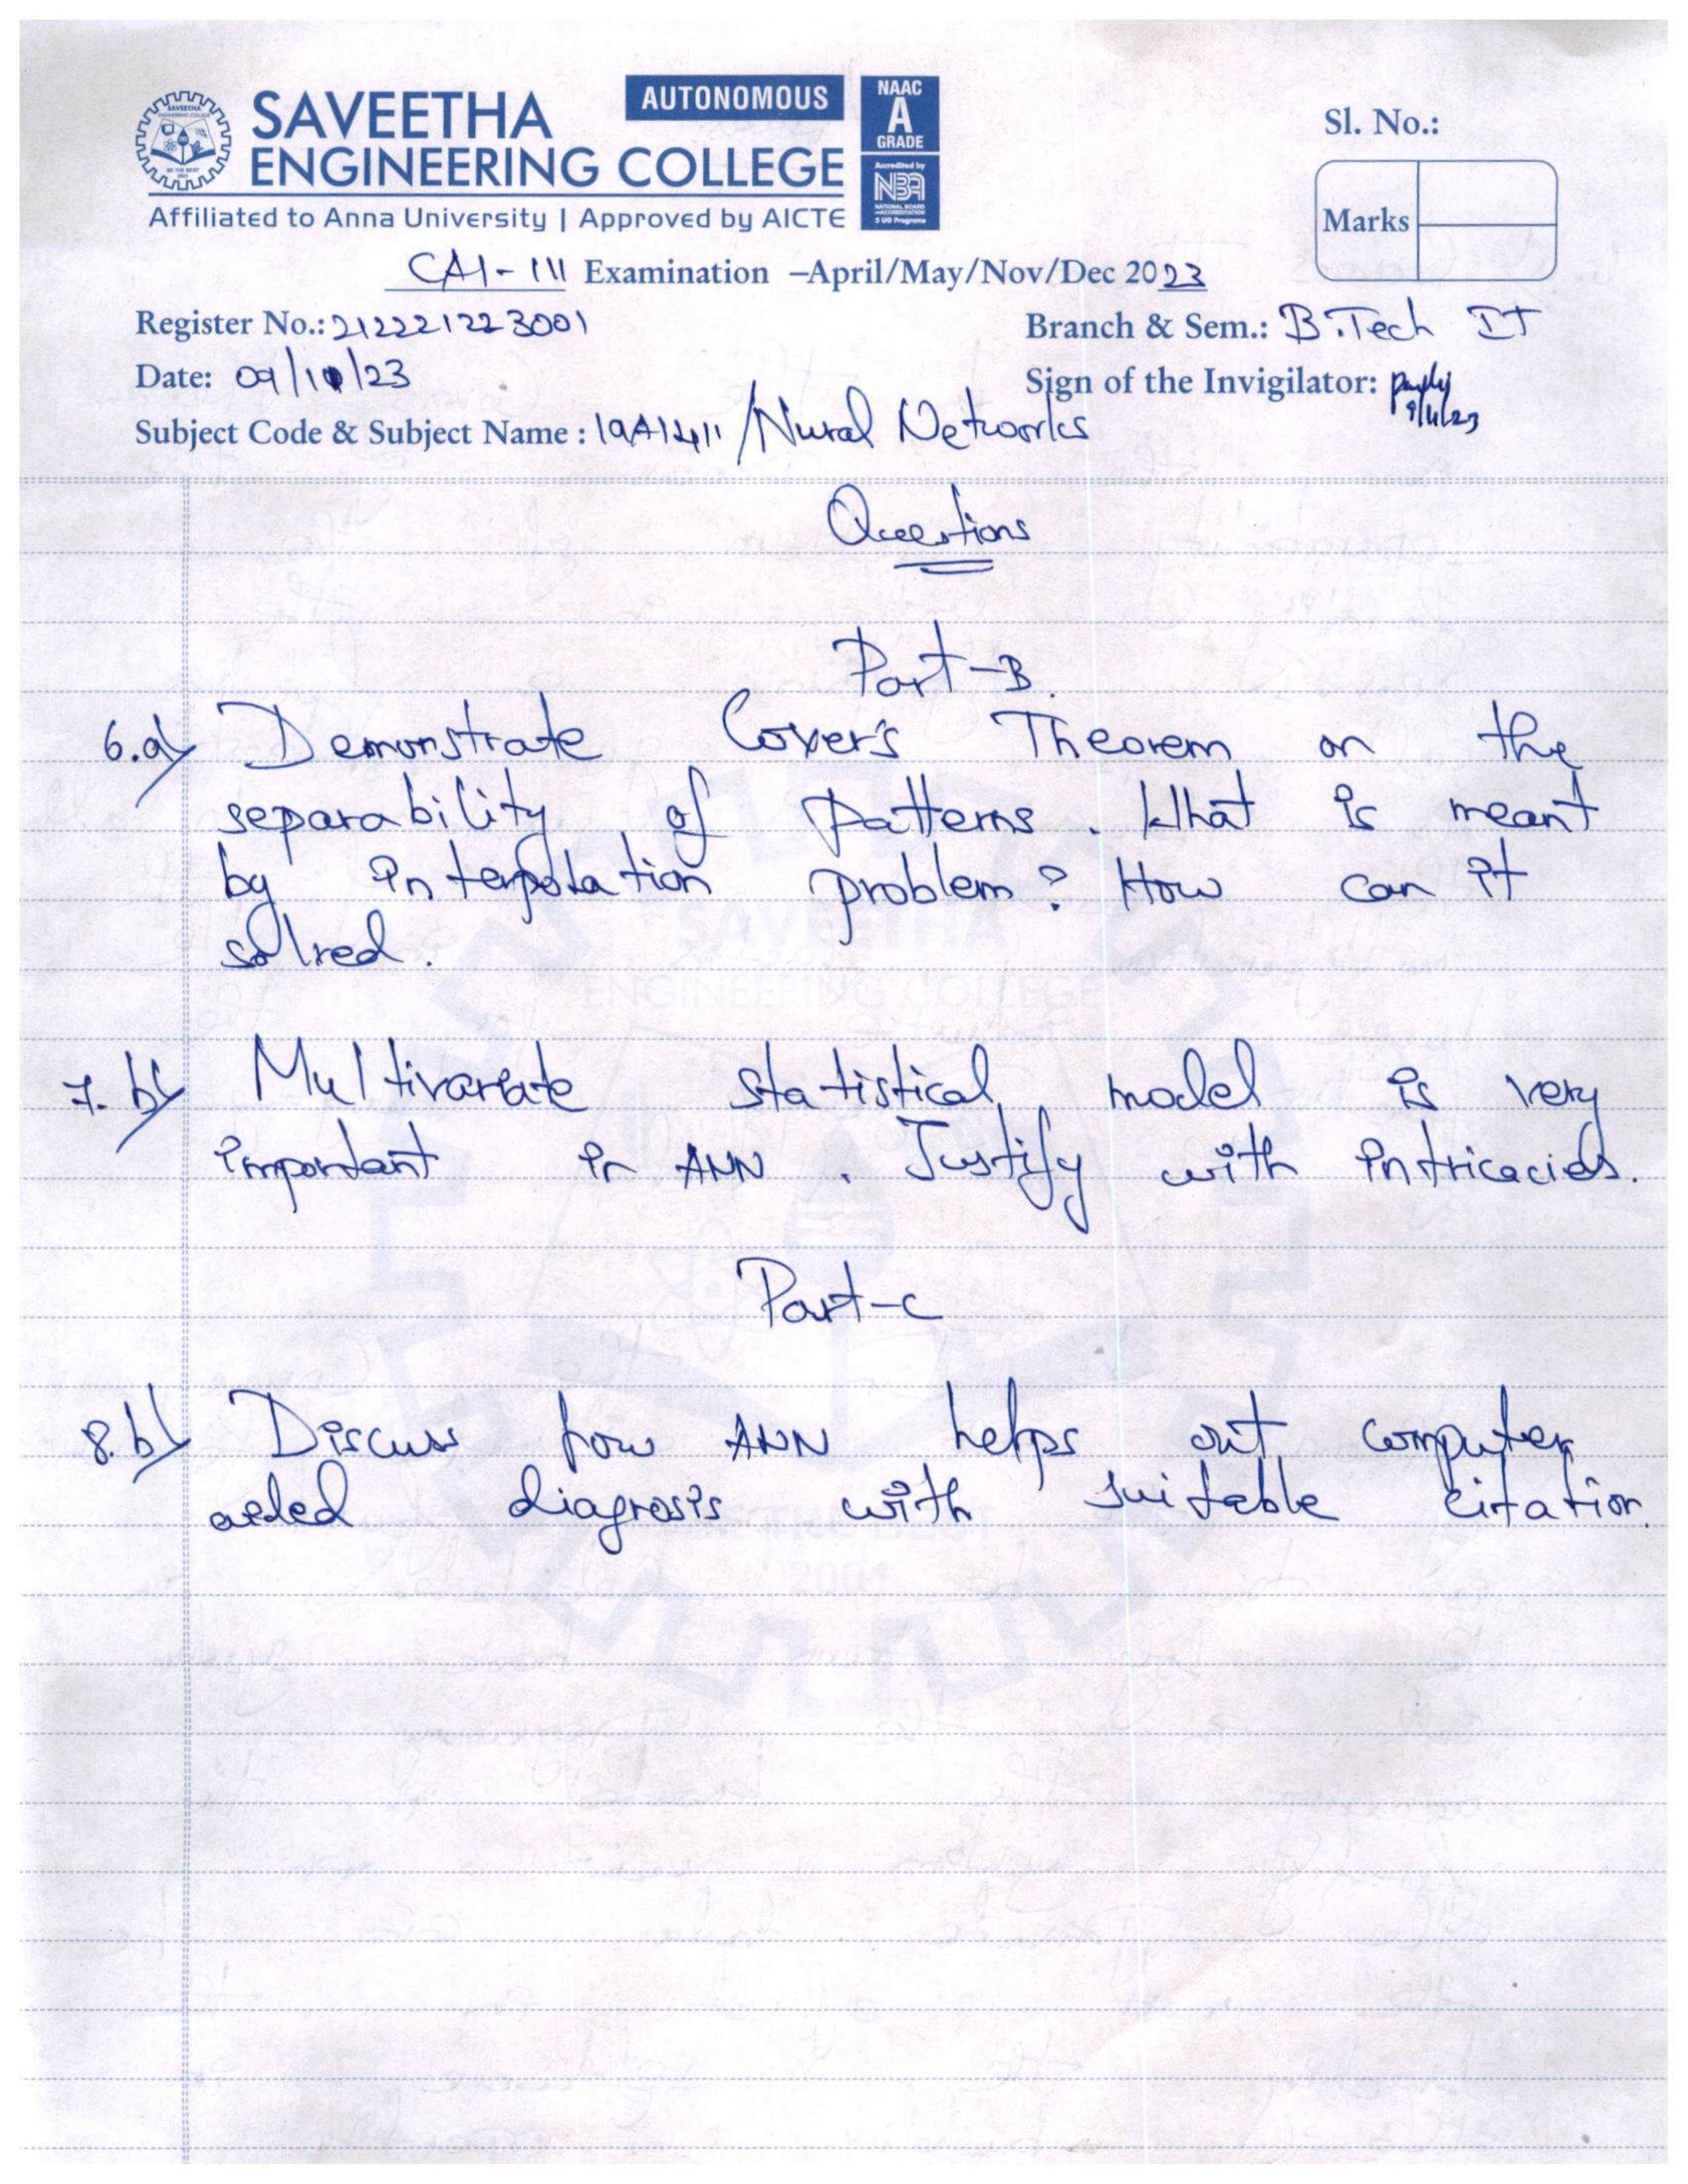 SAVEETHA
ENGINEERING COLLEGE
AUTONOMOUS
NAAC
A
GRADE
Accredited by
NBA
NATIONAL BOARD
of ACCREDITATION
5 UG Programs
Affiliated to Anna University | Approved by AICTE
Sl. No.:
Marks
CA1-III Examination –April/May/Nov/Dec 2023
Register No.: 212221223001
Branch & Sem.: B.Tech IT
Date: 09/11/23
Sign of the Invigilator:
9/11/23
Subject Code & Subject Name : 19AI411 /Nural Networks
Questions
Part-B.
6.a) Demonstrate Cover's Theorem on the
separability of patterns. What is meant
by interpolation problem? How can it
solved.
7. b) Multivariate statistical model is very
important in ANN. Justify with intricacies.
Part-C
8.b) Discuss how ANN helps out computer
aided diagnosis with suitable citation.
SAVEETHA
ENGINEERING COLLEGE
2001